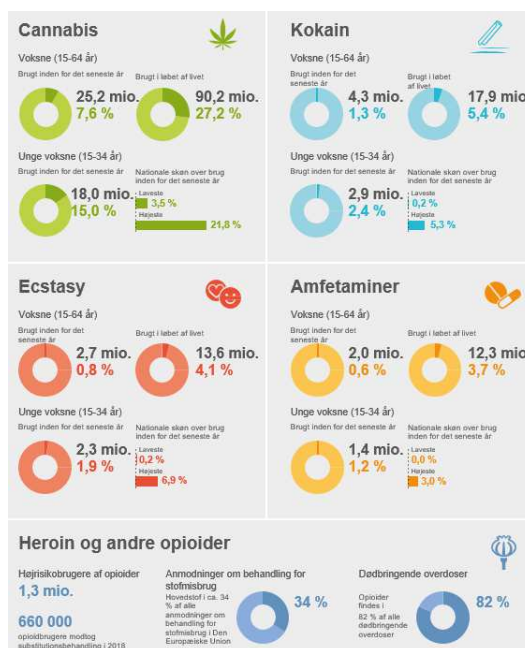 Cannabis
Voksne (15-64 år)
Brugt inden for det seneste år
25,2 mio.
7,6 %
Brugt i løbet af livet
90,2 mio.
27,2 %
Unge voksne (15-34 år)
Brugt inden for det seneste år
18,0 mio.
15,0 %
Nationale skøn over brug
inden for det seneste år
Laveste
3,5 %
Højeste
21,8 %
Kokain
Voksne (15-64 år)
Brugt inden for det
seneste år
4,3 mio.
1,3 %
Brugt i løbet
af livet
17,9 mio
5,4 %
Unge voksne (15-34 år)
Brugt inden for det seneste år
2,9 mio.
2,4 %
Nationale skøn over brug
inden for det seneste år
Laveste
0,2 %
Højeste
5,3 %
Ecstasy
Voksne (15-64 år)
Brugt inden for det
seneste år
2,7 mio.
0,8 %
Brugt i løbet af livet
13,6 mio.
4,1 %
Unge voksne (15-34 år)
Brugt inden for det seneste år
2,3 mio.
1,9 %
Nationale skøn over brug
inden for det seneste år
Laveste
0,2 %
Højeste
6,9 %
Amfetaminer
Voksne (15-64 år)
Brugt inden for det
seneste år
2,0 mio.
0,6 %
Brugt i løbet af livet
12,3 mio
3,7 %
Unge voksne (15-34 år)
Brugt inden for det seneste år
1,4 mio.
1,2 %
Nationale skøn over brug
inden for det seneste år
Laveste
0,0 %
Højeste
3,0 %
Heroin og andre opioider
Højrisikobrugere af opioider
1,3 mio.
660 000
opioidbrugere modtog
substitutionsbehandling i 2018
Anmodninger om behandling for
stofmisbrug
Hovedstof i ca. 34
% af alle
anmodninger om
behandling for
stofmisbrug i Den
Europæiske Union
34 %
Dødbringende overdoser
Opioider
findes i
82 % af alle
dødbringende
overdoser
82 %